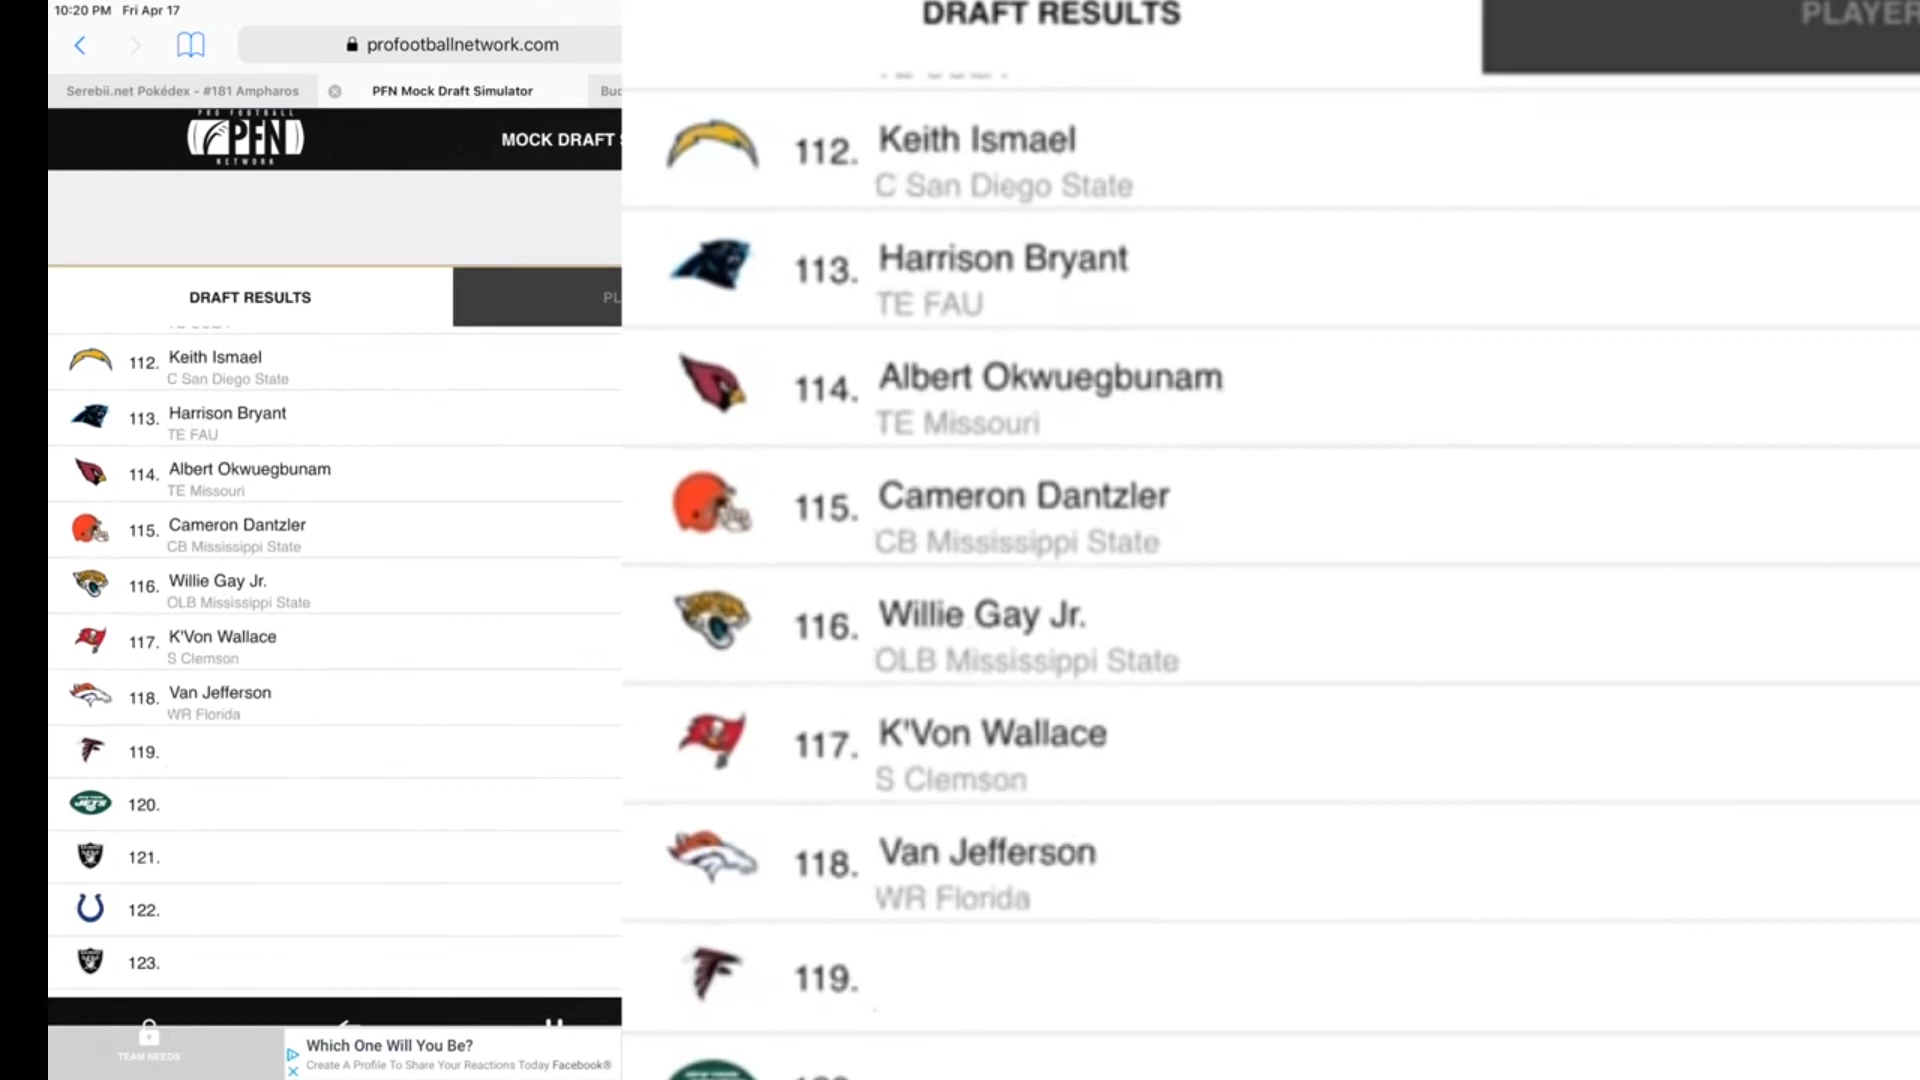 10:20 PM Fri Apr 17
profootballnetwork.com
Serebii.net Pokédex - #181 Ampharos
PFN Mock Draft Simulator
PRO FOOTBALL
PFN
NETWORK
MOCK DRAFT
DRAFT RESULTS
112. Keith Ismael
C San Diego State
113. Harrison Bryant
TE FAU
114. Albert Okwuegbunam
TE Missouri
115. Cameron Dantzler
CB Mississippi State
116. Willie Gay Jr.
OLB Mississippi State
117. K'Von Wallace
S Clemson
118. Van Jefferson
WR Florida
119.
120.
JETS
121.
122.
123.
TEAM NEEDS
Which One Will You Be?
Create A Profile To Share Your Reactions Today Facebook®
DRAFT RESULTS
PLAYER
112. Keith Ismael
C San Diego State
113. Harrison Bryant
TE FAU
114. Albert Okwuegbunam
TE Missouri
115. Cameron Dantzler
CB Mississippi State
116. Willie Gay Jr.
OLB Mississippi State
117. K'Von Wallace
S Clemson
118. Van Jefferson
WR Florida
119.